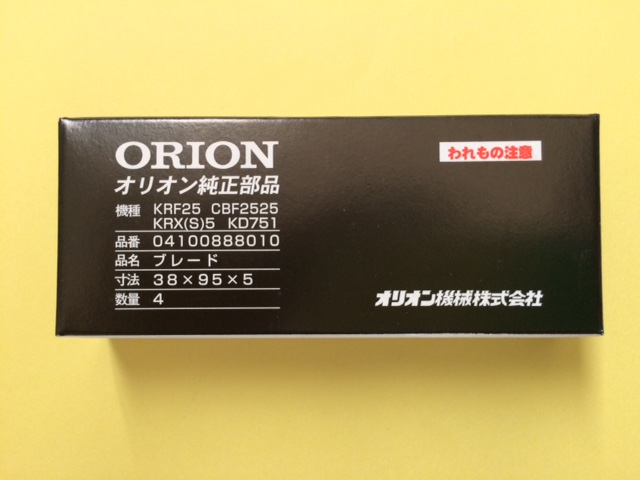 ORION
オリオン純正部品
機種 KRF25 CBF2525
KRX(S)5 KD751
品番 04100888010
品名 ブレード
寸法 38×95×5
数量 4
われもの注意
オリオン機械株式会社